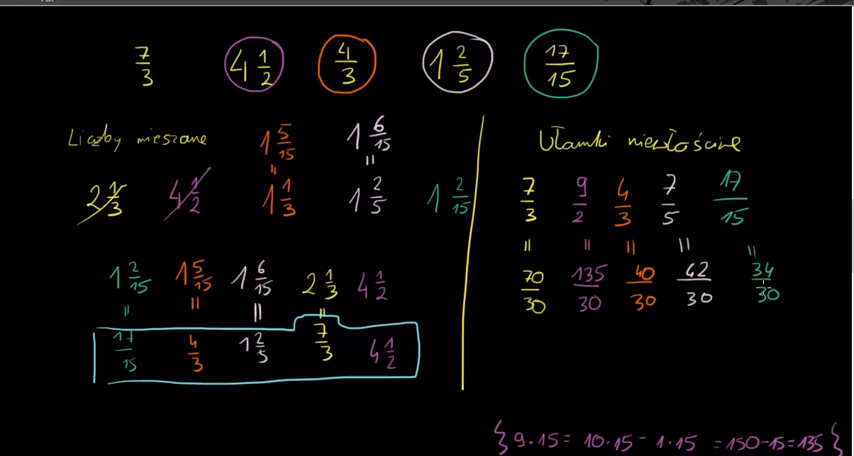 7/3 4 1/2 4/3 1 2/5 17/15
Liczby mieszane
1 5/15 1 6/15
= =
2 1/3 4 1/2 1 1/3 1 2/5 1 2/15
1 2/15 1 5/15 1 6/15 2 1/3 4 1/2
= = = =
17/15 4/3 1 2/5 7/3 4 1/2
Ułamki niewłaściwe
7/3 9/2 4/3 7/5 17/15
= = = = =
70/30 135/30 40/30 42/30 34/30
{9·15 = 10·15 - 1·15 = 150-15=135}